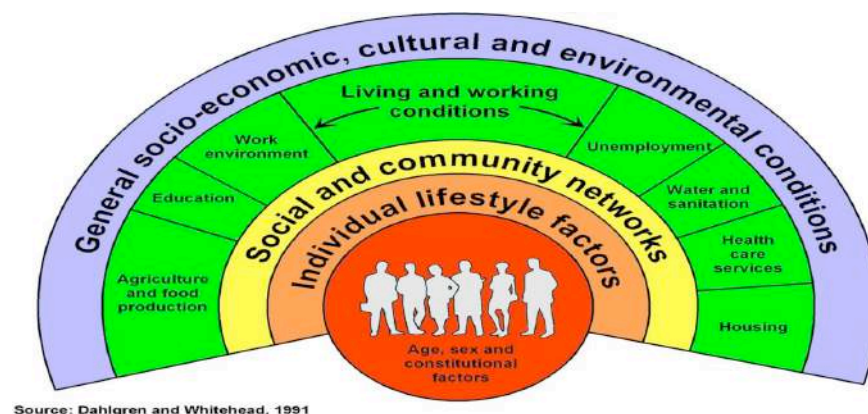 General socio-economic, cultural and environmental conditions
Living and working
conditions
Work
environment
Unemployment
Education
Water and
sanitation
Agriculture
and food
production
Health
care
services
Housing
Social and community networks
Individual lifestyle factors
Age, sex and
constitutional
factors
Source: Dahlgren and Whitehead, 1991